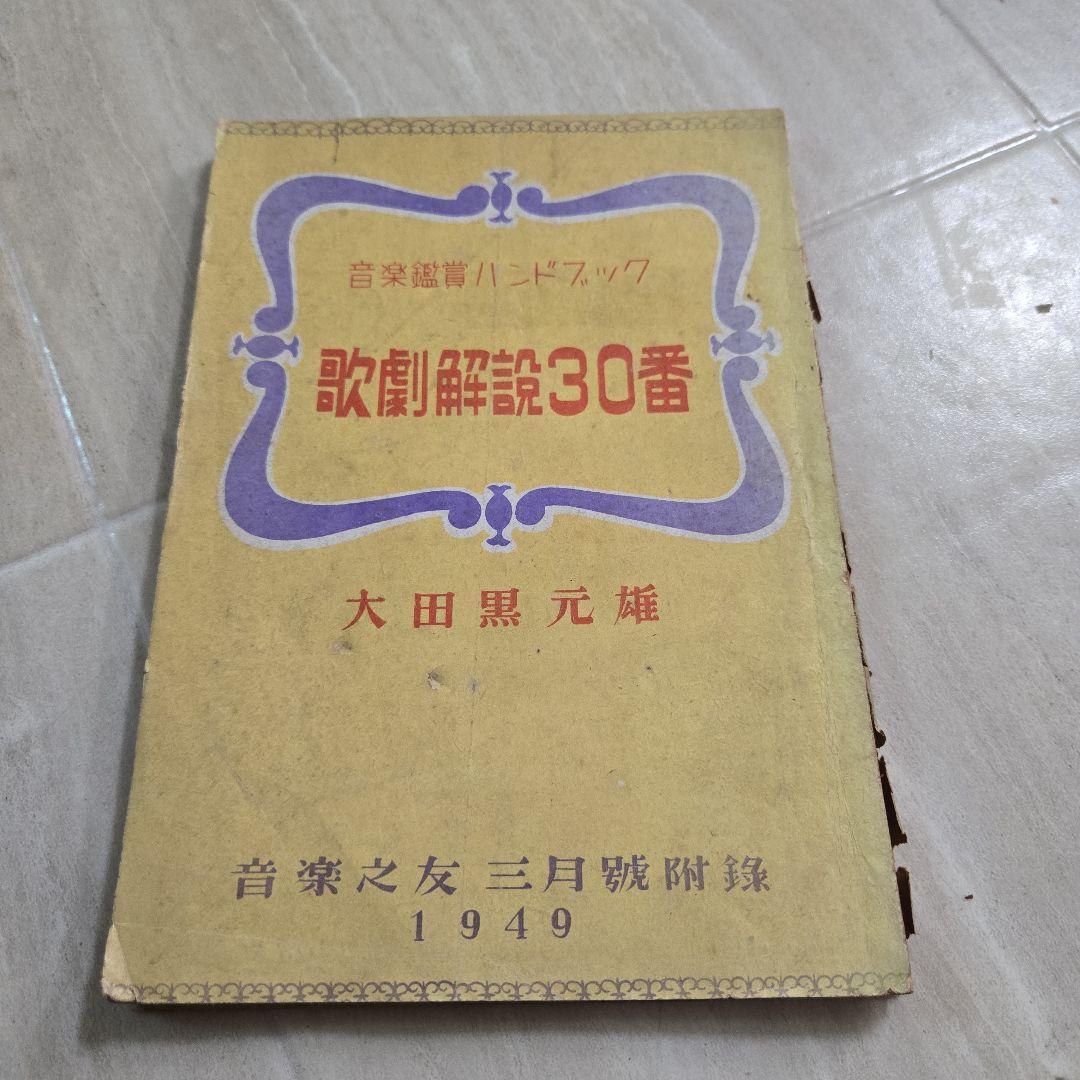 音楽鑑賞ハンドブック
歌劇解説30番
大田黒元雄
音楽之友 三月號附錄
1949